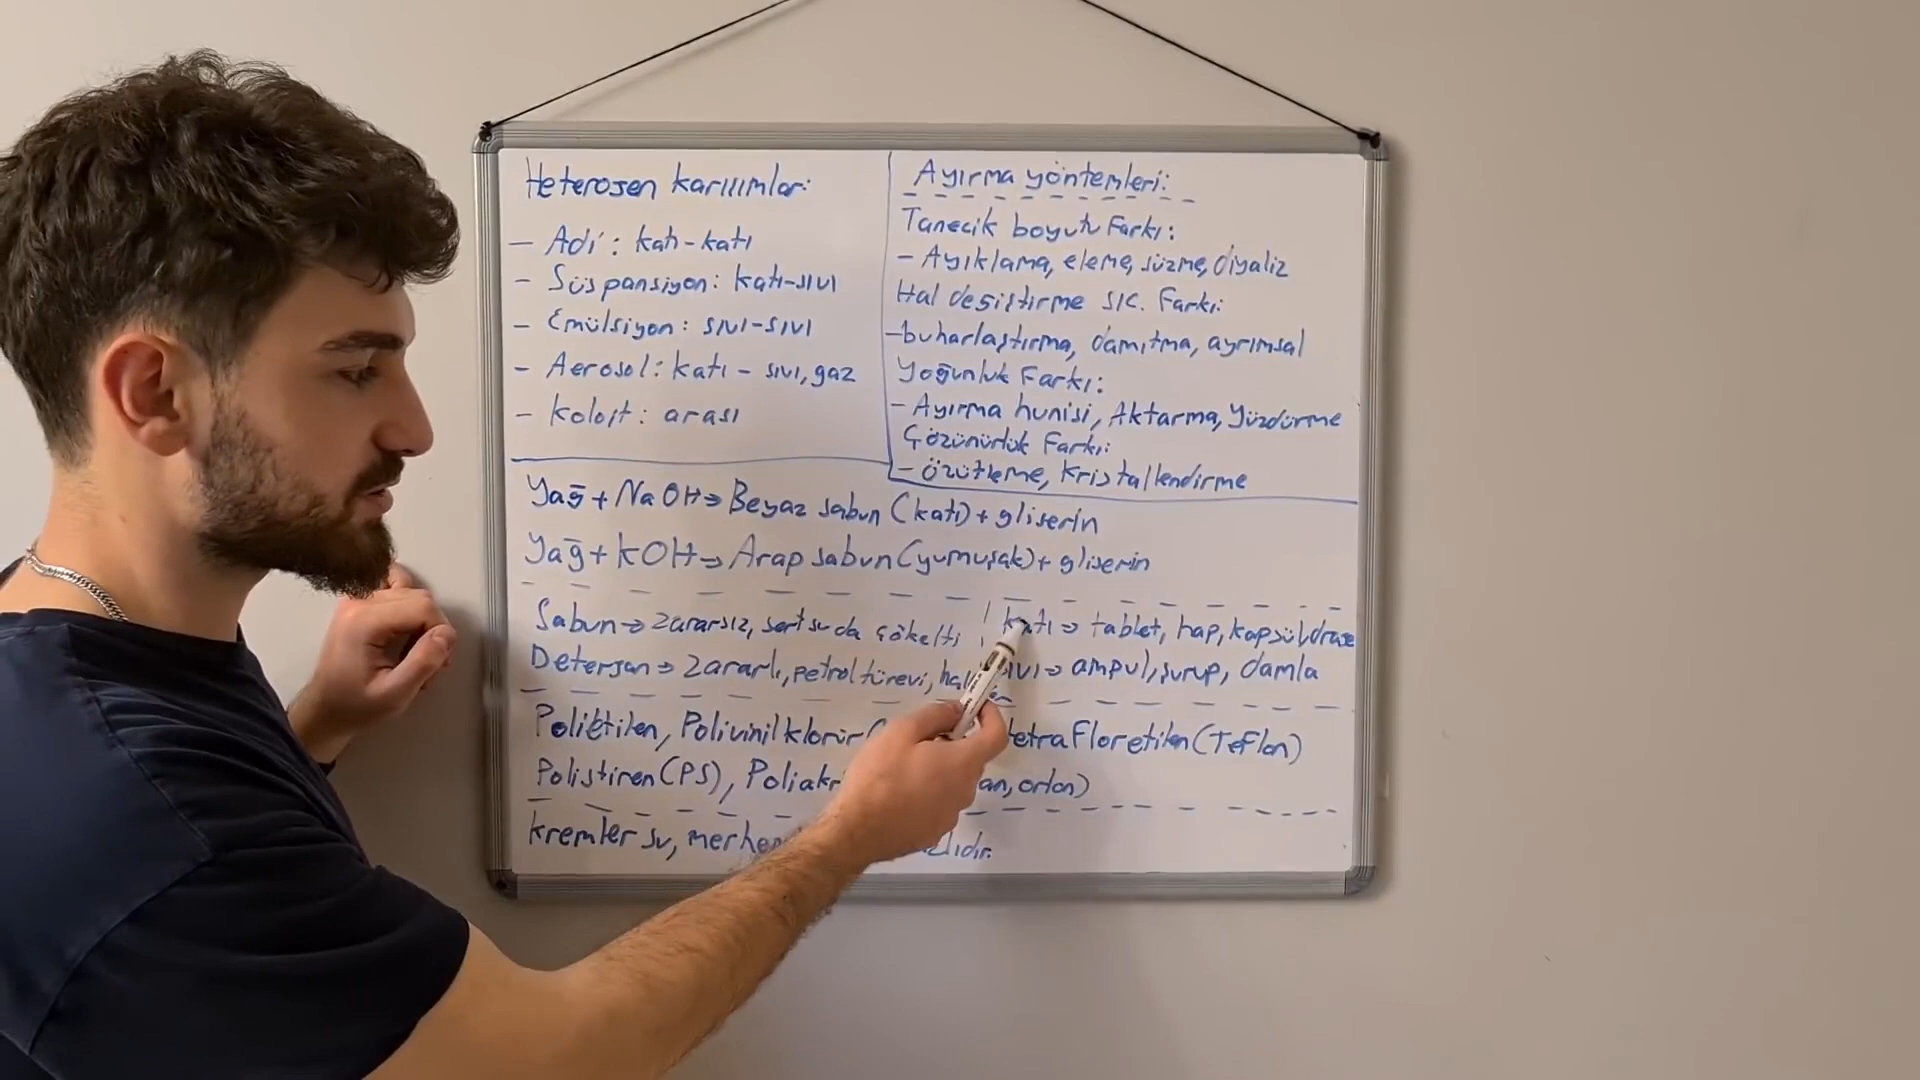 Heterojen karışımlar:
- Adi: katı-katı
- Süspansiyon: katı-sıvı
- Emülsiyon: sıvı-sıvı
- Aerosol: katı - sıvı, gaz
- koloit: arası
Ayırma yöntemleri:
Tanecik boyutu Farkı:
- Ayıklama, eleme, süzme, diyaliz
Hal değiştirme sıc. Farkı:
- buharlaştırma, damıtma, ayrımsal
Yoğunluk Farkı:
- Ayırma hunisi, Aktarma, Yüzdürme
Çözünürlük Farkı:
- Özütleme, kristallendirme
Yağ + NaOH → Beyaz sabun (katı) + gliserin
Yağ + KOH → Arap sabun (yumuşak) + gliserin
Sabun → zararsız, sert suda çökelti
Deterjan → zararlı, petrol türevi,
katı → tablet, hap, kapsül, draje
sıvı → ampul, şurup, damla
Polietilen, Polivinil klorür ( tetrafloretilen (Teflon)
Polistiren (PS), orlon)
kremler su,